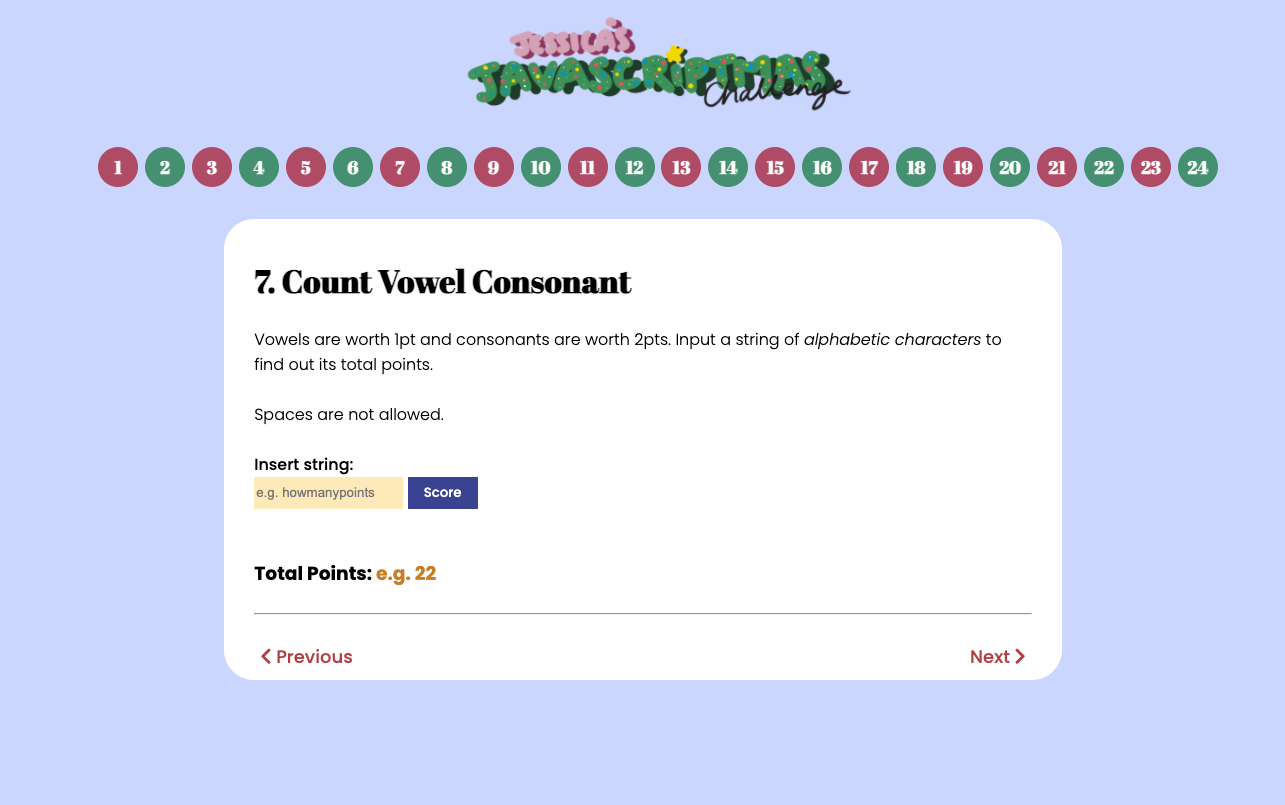 JESSICA'S
JAVASCRIPTMAS
Challenge
1 2 3 4 5 6 7 8 9 10 11 12 13 14 15 16 17 18 19 20 21 22 23 24
7. Count Vowel Consonant
Vowels are worth 1pt and consonants are worth 2pts. Input a string of alphabetic characters to
find out its total points.
Spaces are not allowed.
Insert string:
e.g. howmanypoints Score
Total Points: e.g. 22
Previous Next